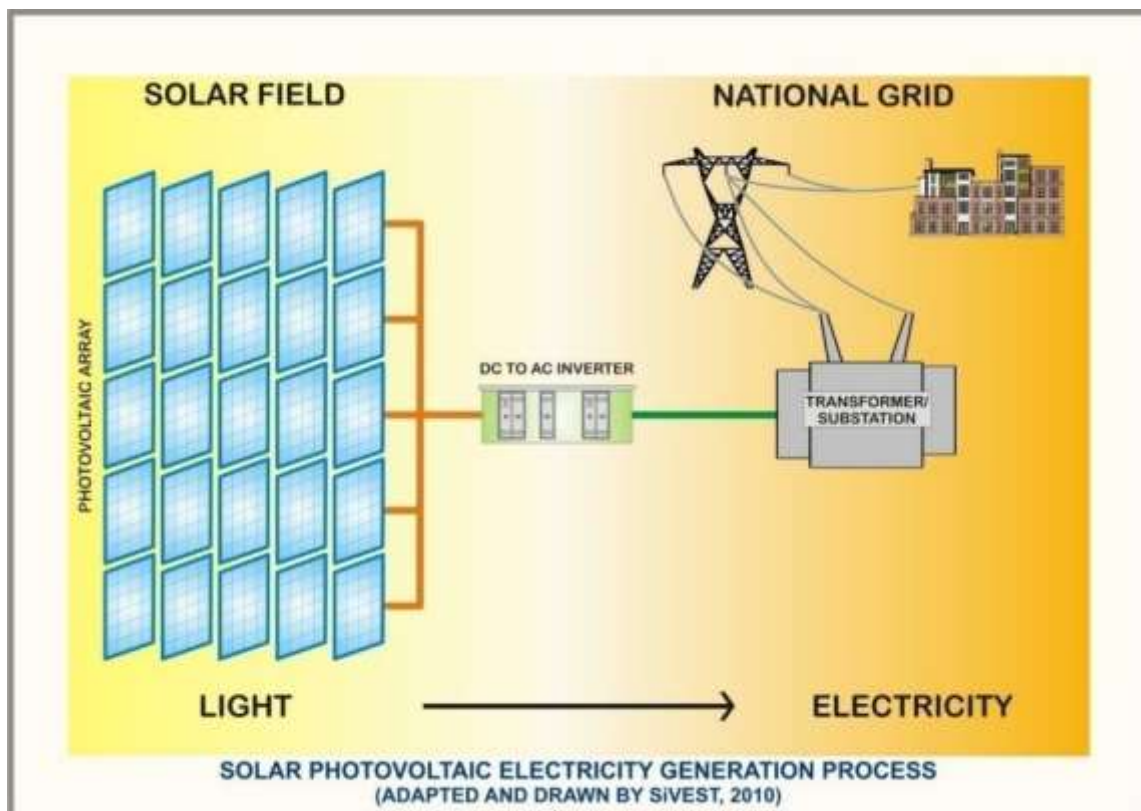 SOLAR FIELD
NATIONAL GRID
PHOTOVOLTAIC ARRAY
DC TO AC INVERTER
TRANSFORMER/
SUBSTATION
LIGHT
ELECTRICITY
SOLAR PHOTOVOLTAIC ELECTRICITY GENERATION PROCESS
(ADAPTED AND DRAWN BY SiVEST, 2010)